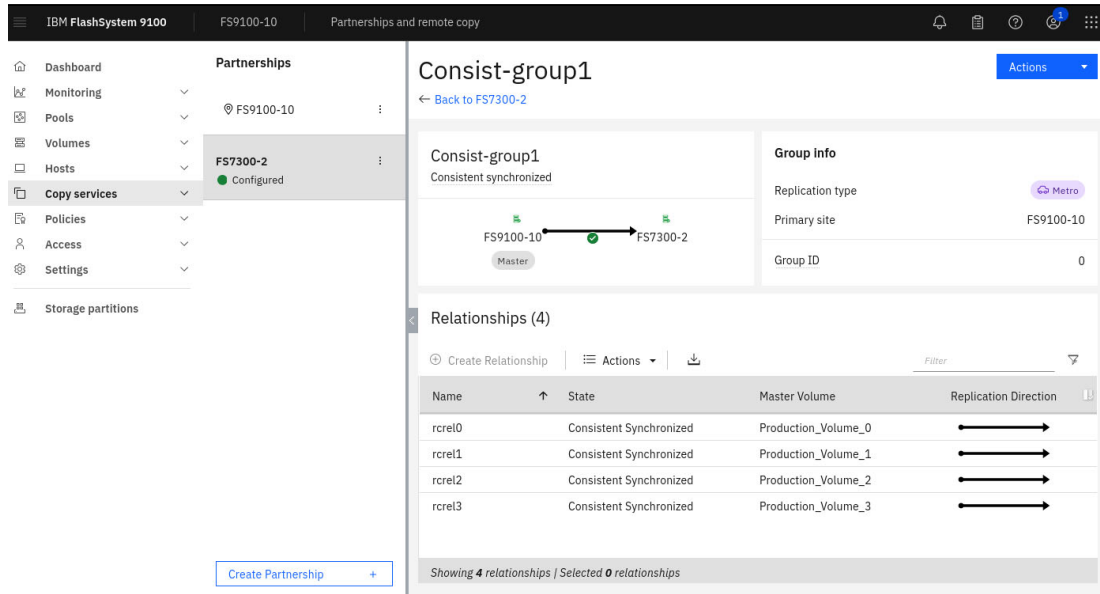 IBM FlashSystem 9100
FS9100-10
Partnerships and remote copy
1
Dashboard
Monitoring
Pools
Volumes
Hosts
Copy services
Policies
Access
Settings
Storage partitions
Partnerships
FS9100-10
FS7300-2
Configured
Create Partnership +
Consist-group1
← Back to FS7300-2
Actions
Consist-group1
Consistent synchronized
FS9100-10
FS7300-2
Master
Group info
Replication type Metro
Primary site FS9100-10
Group ID 0
Relationships (4)
Create Relationship Actions Filter
Name State Master Volume Replication Direction
rcrel0 Consistent Synchronized Production_Volume_0
rcrel1 Consistent Synchronized Production_Volume_1
rcrel2 Consistent Synchronized Production_Volume_2
rcrel3 Consistent Synchronized Production_Volume_3
Showing 4 relationships | Selected 0 relationships